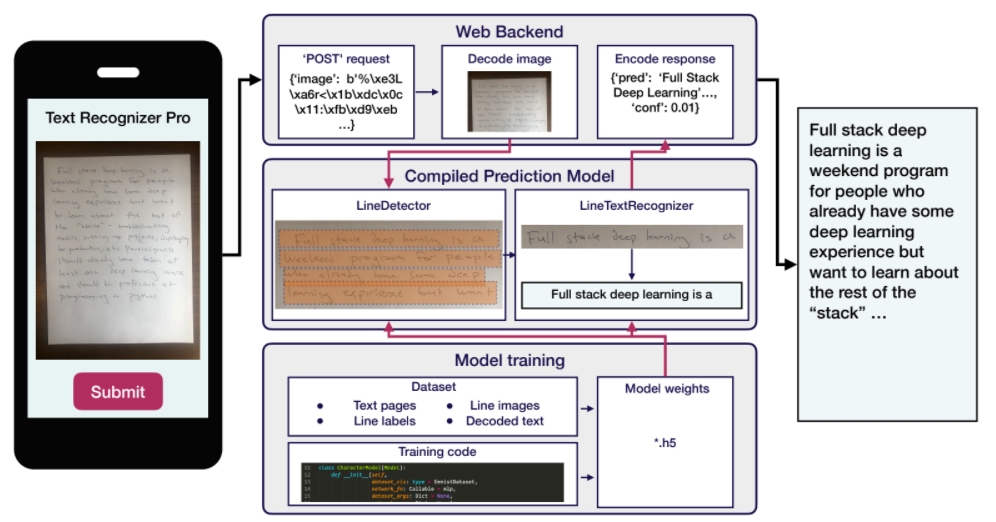 Text Recognizer Pro
Full stack deep learning is a
weekend program for people
who already have some deep
learning experience but want
to learn about the rest of
the "stack" – troubleshooting
models, setting up projects, deploying
to production, etc. Participants
should already have taken at
least one deep learning course
and should be proficient at
programming in python.
Submit
Web Backend
'POST' request
{'image': b'%\xe3L
\xa6r<\x1b\xdc\x0c
\x11:\xfb\xd9\xeb
...}
Decode image
Encode response
{'pred': 'Full Stack
Deep Learning'...,
'conf': 0.01}
Compiled Prediction Model
LineDetector
Full stack deep learning is a
weekend program for people
who already have some deep
learning experience but want
LineTextRecognizer
Full stack deep learning is a
Full stack deep learning is a
Model training
Dataset
• Text pages
• Line labels
• Line images
• Decoded text
Training code
11 class CharacterModel(Model):
12 def __init__(self,
13 dataset_cls: type = EmnistDataset,
14 network_fn: Callable = mlp,
15 dataset_args: Dict = None,
Model weights
*.h5
Full stack deep
learning is a
weekend program
for people who
already have some
deep learning
experience but
want to learn about
the rest of the
“stack” ...